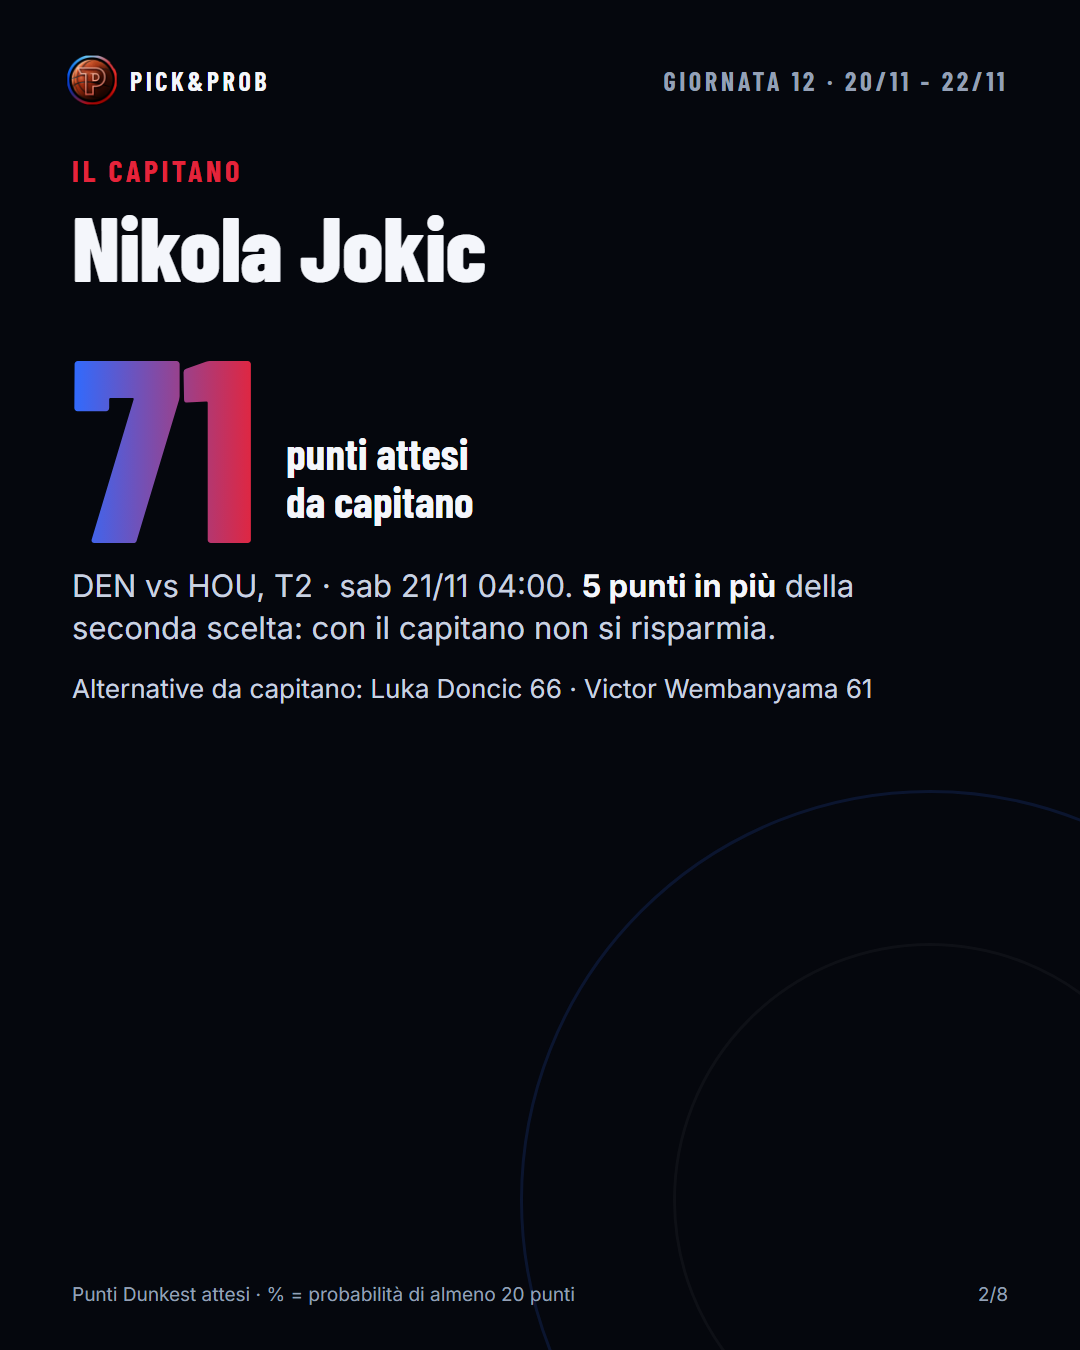 PICK&PROB
GIORNATA 12 · 20/11 - 22/11
IL CAPITANO
Nikola Jokic
71
punti attesi
da capitano
DEN vs HOU, T2 · sab 21/11 04:00. 5 punti in più della
seconda scelta: con il capitano non si risparmia.
Alternative da capitano: Luka Doncic 66 · Victor Wembanyama 61
Punti Dunkest attesi · % = probabilità di almeno 20 punti
2/8